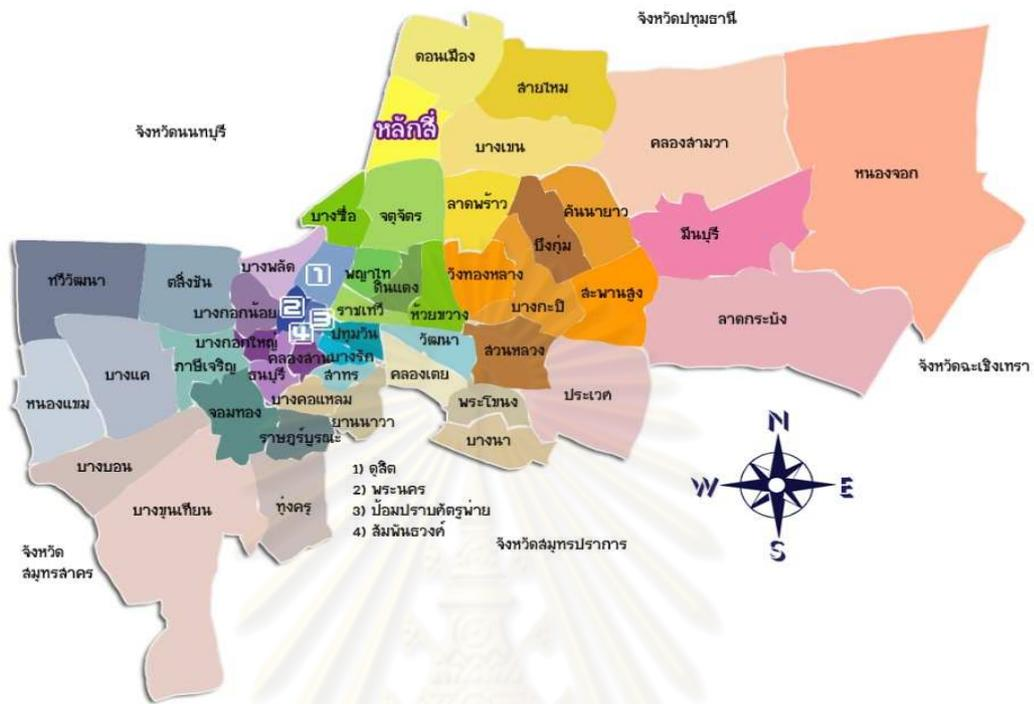 จังหวัดปทุมธานี
ดอนเมือง
สายไหม
จังหวัดนนทบุรี
หลักสี่
บางเขน
คลองสามวา
หนองจอก
ลาดพร้าว
คันนายาว
บางซื่อ
จตุจักร
บึงกุ่ม
มีนบุรี
ทวีวัฒนา
ตลิ่งชัน
บางพลัด
1
พญาไท
ดินแดง
วังทองหลาง
สะพานสูง
บางกอกน้อย
2
3
ราชเทวี
ห้วยขวาง
บางกะปิ
ลาดกระบัง
4
ปทุมวัน
วัฒนา
สวนหลวง
บางกอกใหญ่
คลองสาน
บางรัก
บางแค
ภาษีเจริญ
ธนบุรี
สาทร
คลองเตย
จังหวัดฉะเชิงเทรา
หนองแขม
บางคอแหลม
พระโขนง
ประเวศ
จอมทอง
ยานนาวา
ราษฎร์บูรณะ
บางนา
N
บางบอน
W
E
บางขุนเทียน
ทุ่งครุ
1) ดุสิต
2) พระนคร
3) ป้อมปราบศัตรูพ่าย
4) สัมพันธวงศ์
จังหวัดสมุทรปราการ
S
จังหวัด
สมุทรสาคร